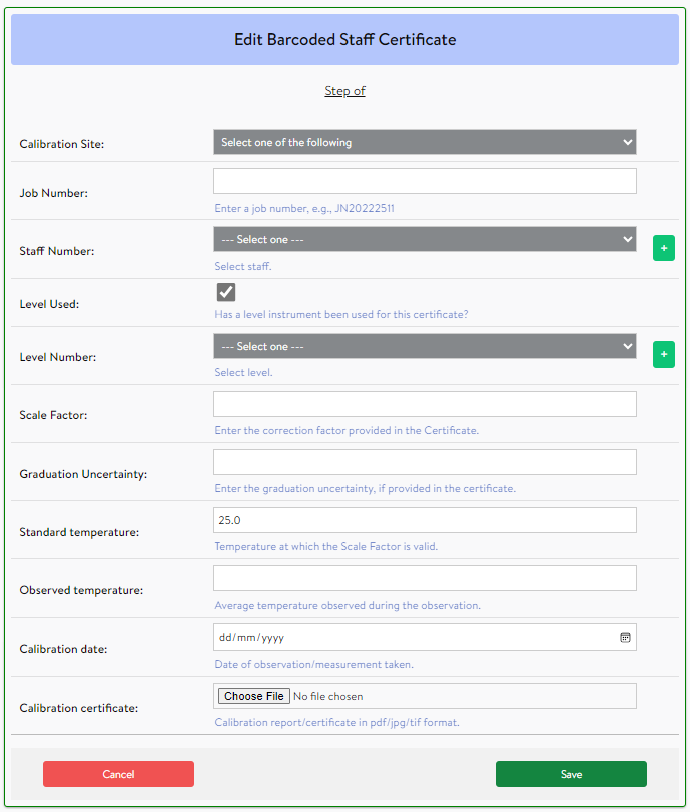 Edit Barcoded Staff Certificate
Step of
Calibration Site:
Select one of the following
Job Number:
Enter a job number, e.g., JN20222511
Staff Number:
--- Select one ---
+
Select staff.
Level Used:
Has a level instrument been used for this certificate?
Level Number:
--- Select one ---
+
Select level.
Scale Factor:
Enter the correction factor provided in the Certificate.
Graduation Uncertainty:
Enter the graduation uncertainty, if provided in the certificate.
Standard temperature:
25.0
Temperature at which the Scale Factor is valid.
Observed temperature:
Average temperature observed during the observation.
Calibration date:
dd/mm/yyyy
Date of observation/measurement taken.
Calibration certificate:
Choose File No file chosen
Calibration report/certificate in pdf/jpg/tif format.
Cancel
Save